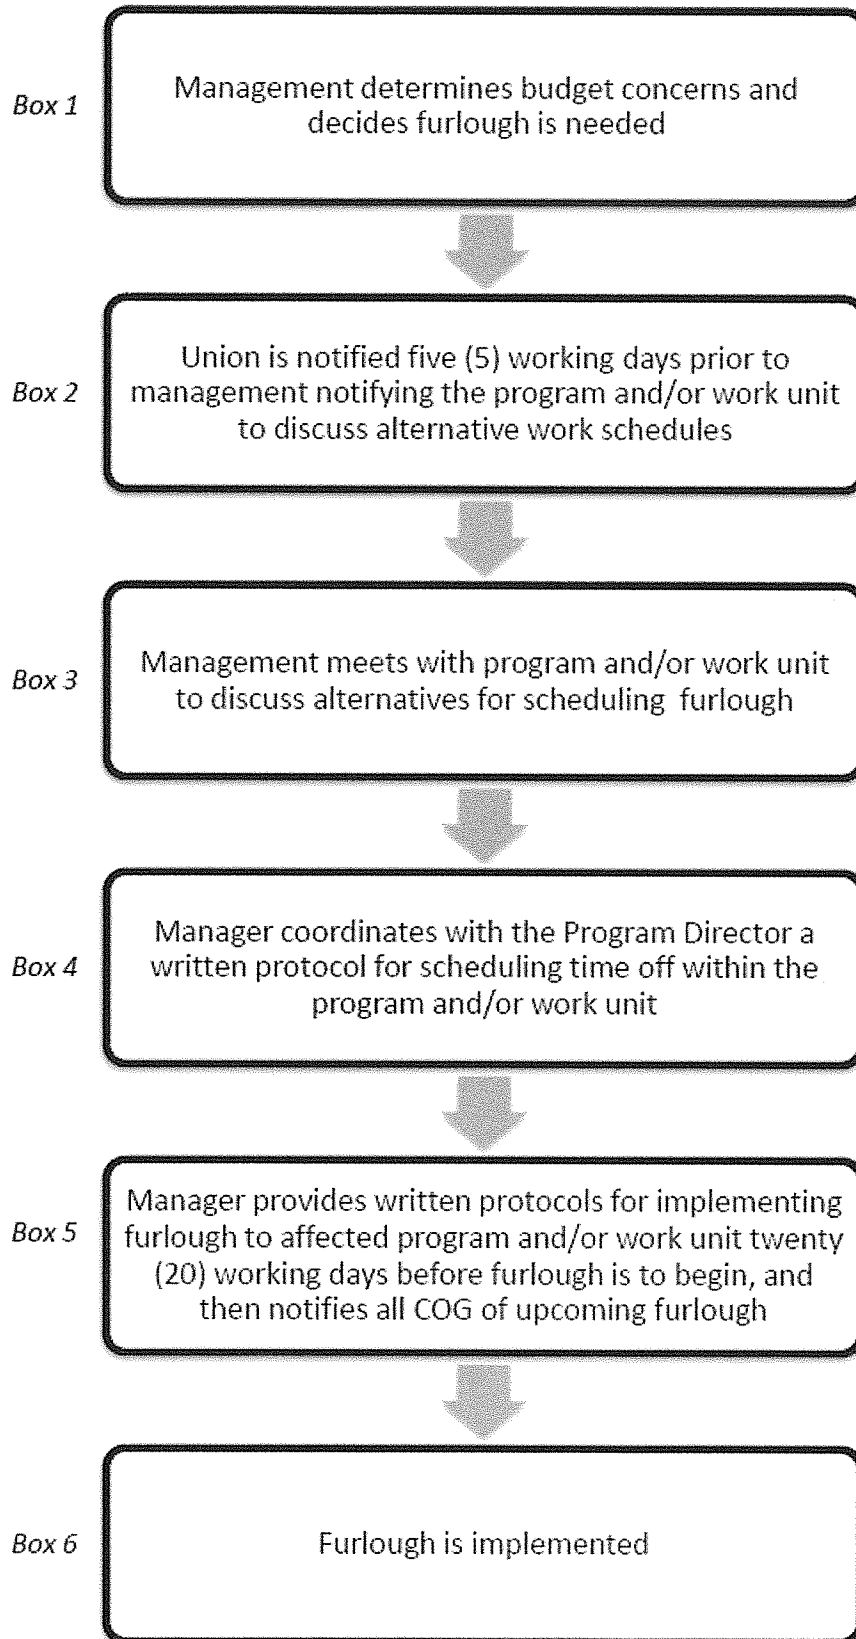 Box 1
Management determines budget concerns and
decides furlough is needed
Box 2
Union is notified five (5) working days prior to
management notifying the program and/or work unit
to discuss alternative work schedules
Box 3
Management meets with program and/or work unit
to discuss alternatives for scheduling furlough
Box 4
Manager coordinates with the Program Director a
written protocol for scheduling time off within the
program and/or work unit
Box 5
Manager provides written protocols for implementing
furlough to affected program and/or work unit twenty
(20) working days before furlough is to begin, and
then notifies all COG of upcoming furlough
Box 6
Furlough is implemented